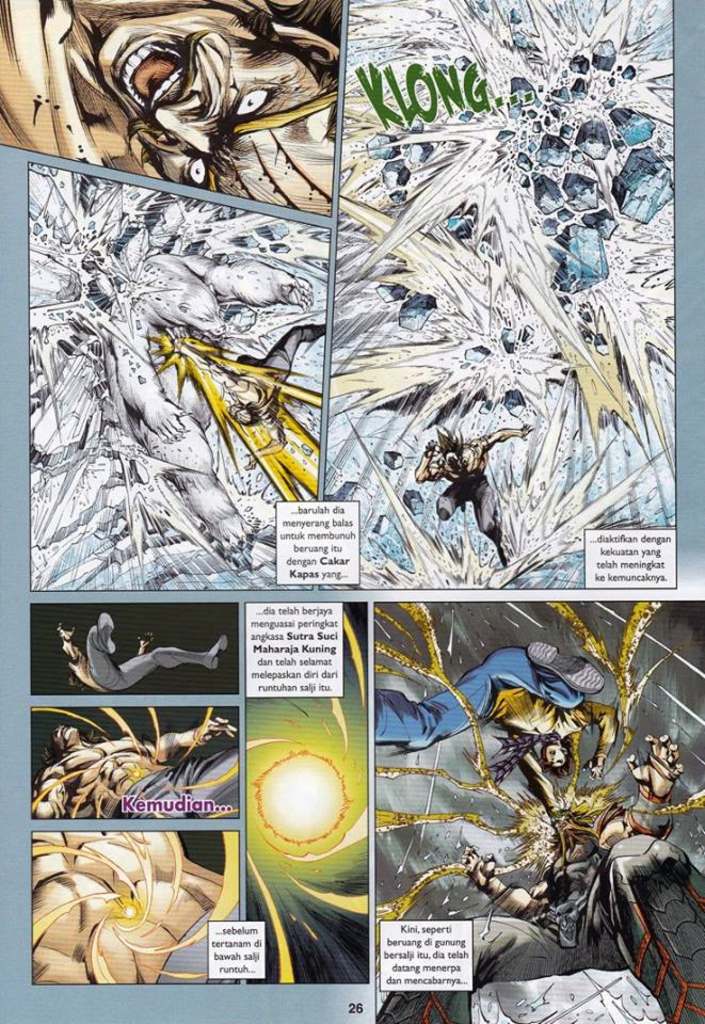 KLONG...
...barulah dia
menyerang balas
untuk membunuh
beruang itu
dengan Cakar
Kapas yang...
...diaktifkan dengan
kekuatan yang
telah meningkat
ke kemuncaknya.
Kemudian...
...sebelum
tertanam di
bawah salji
runtuh...
...dia telah berjaya
menguasai peringkat
angkasa Sutra Suci
Maharaja Kuning
dan telah selamat
melepaskan diri dari
runtuhan salji itu.
Kini, seperti
beruang di gunung
bersalji itu, dia telah
datang menerpa
dan mencabarnya...
26